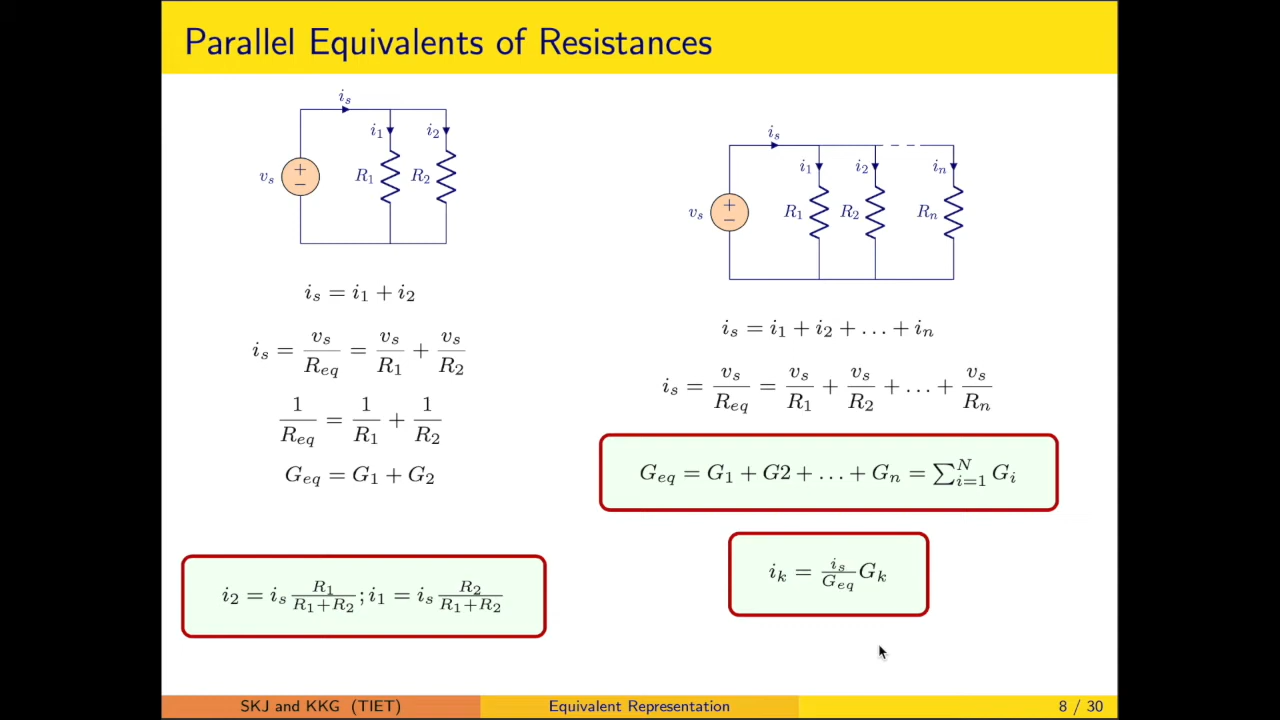 Parallel Equivalents of Resistances
i_s
i_1 i_2
v_s + − R_1 R_2
i_s = i_1 + i_2
i_s = v_s/R_eq = v_s/R_1 + v_s/R_2
1/R_eq = 1/R_1 + 1/R_2
G_eq = G_1 + G_2
i_2 = i_s R_1/(R_1+R_2); i_1 = i_s R_2/(R_1+R_2)
i_s
i_1 i_2 i_n
v_s + − R_1 R_2 R_n
i_s = i_1 + i_2 + ... + i_n
i_s = v_s/R_eq = v_s/R_1 + v_s/R_2 + ... + v_s/R_n
G_eq = G_1 + G2 + ... + G_n = ∑_{i=1}^{N} G_i
i_k = i_s/G_eq G_k
SKJ and KKG (TIET) Equivalent Representation 8 / 30